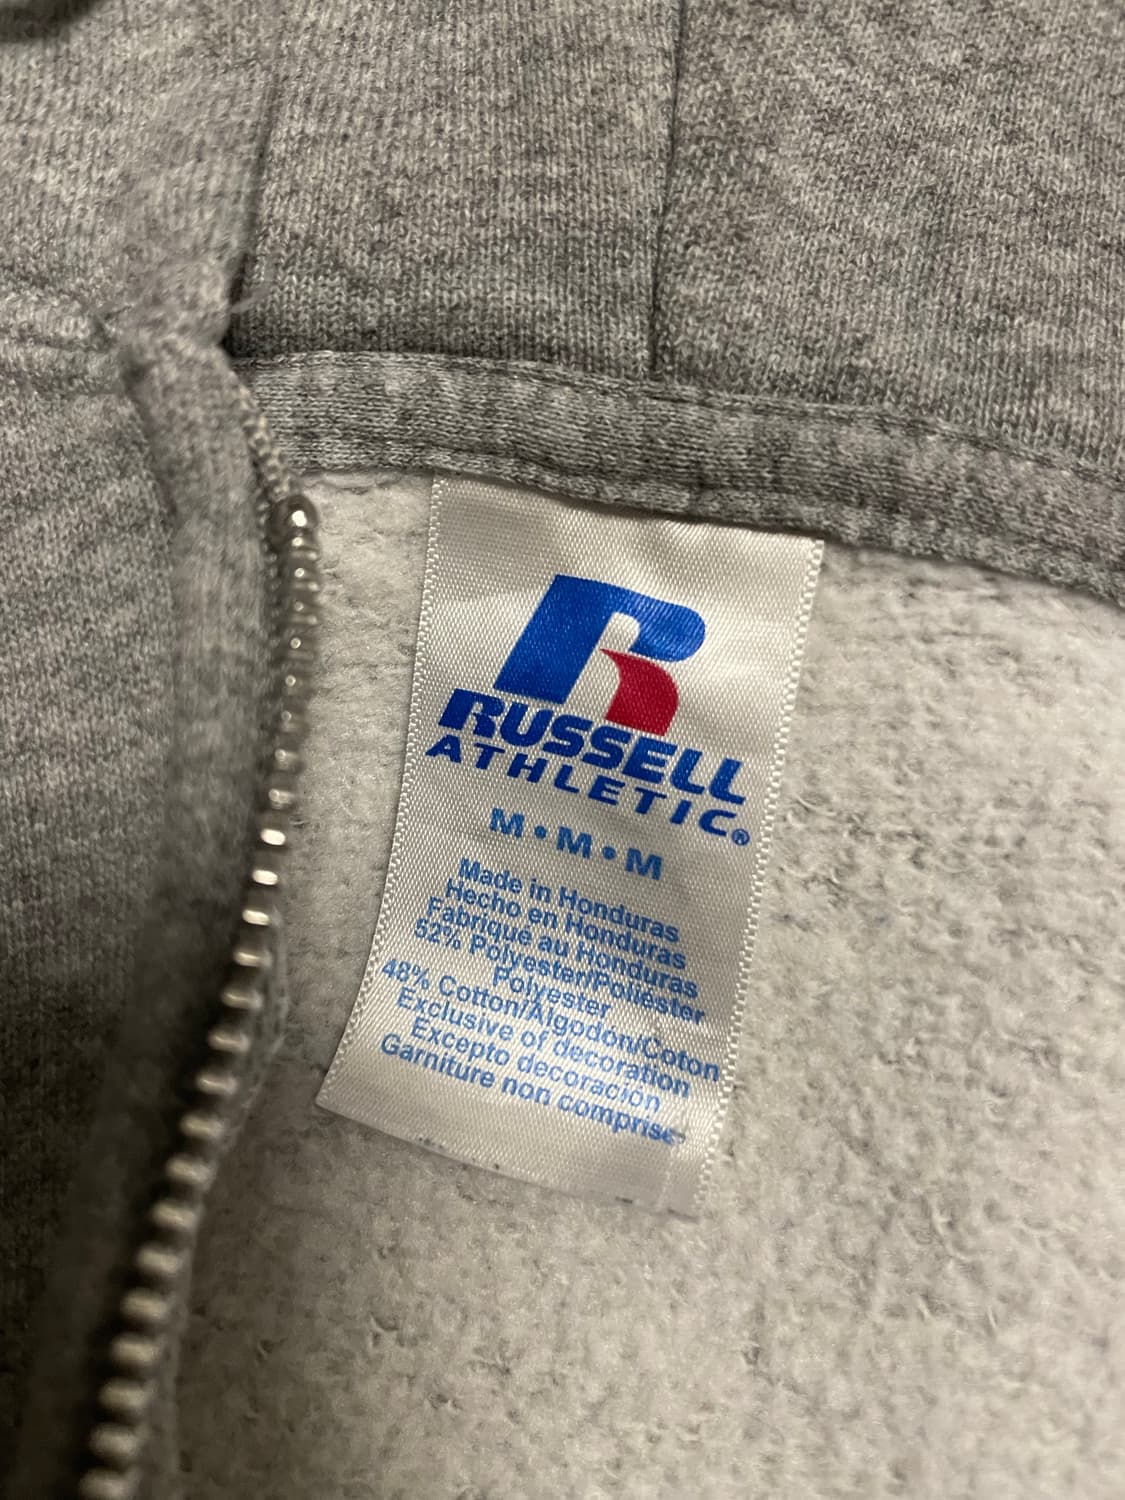 RUSSELL
ATHLETIC®
M • M • M
Made in Honduras
Hecho en Honduras
Fabriqué au Honduras
52% Polyester/Poliéster
Polyester
48% Cotton/Algodón/Coton
Exclusive of decoration
Excepto decoración
Garniture non comprise